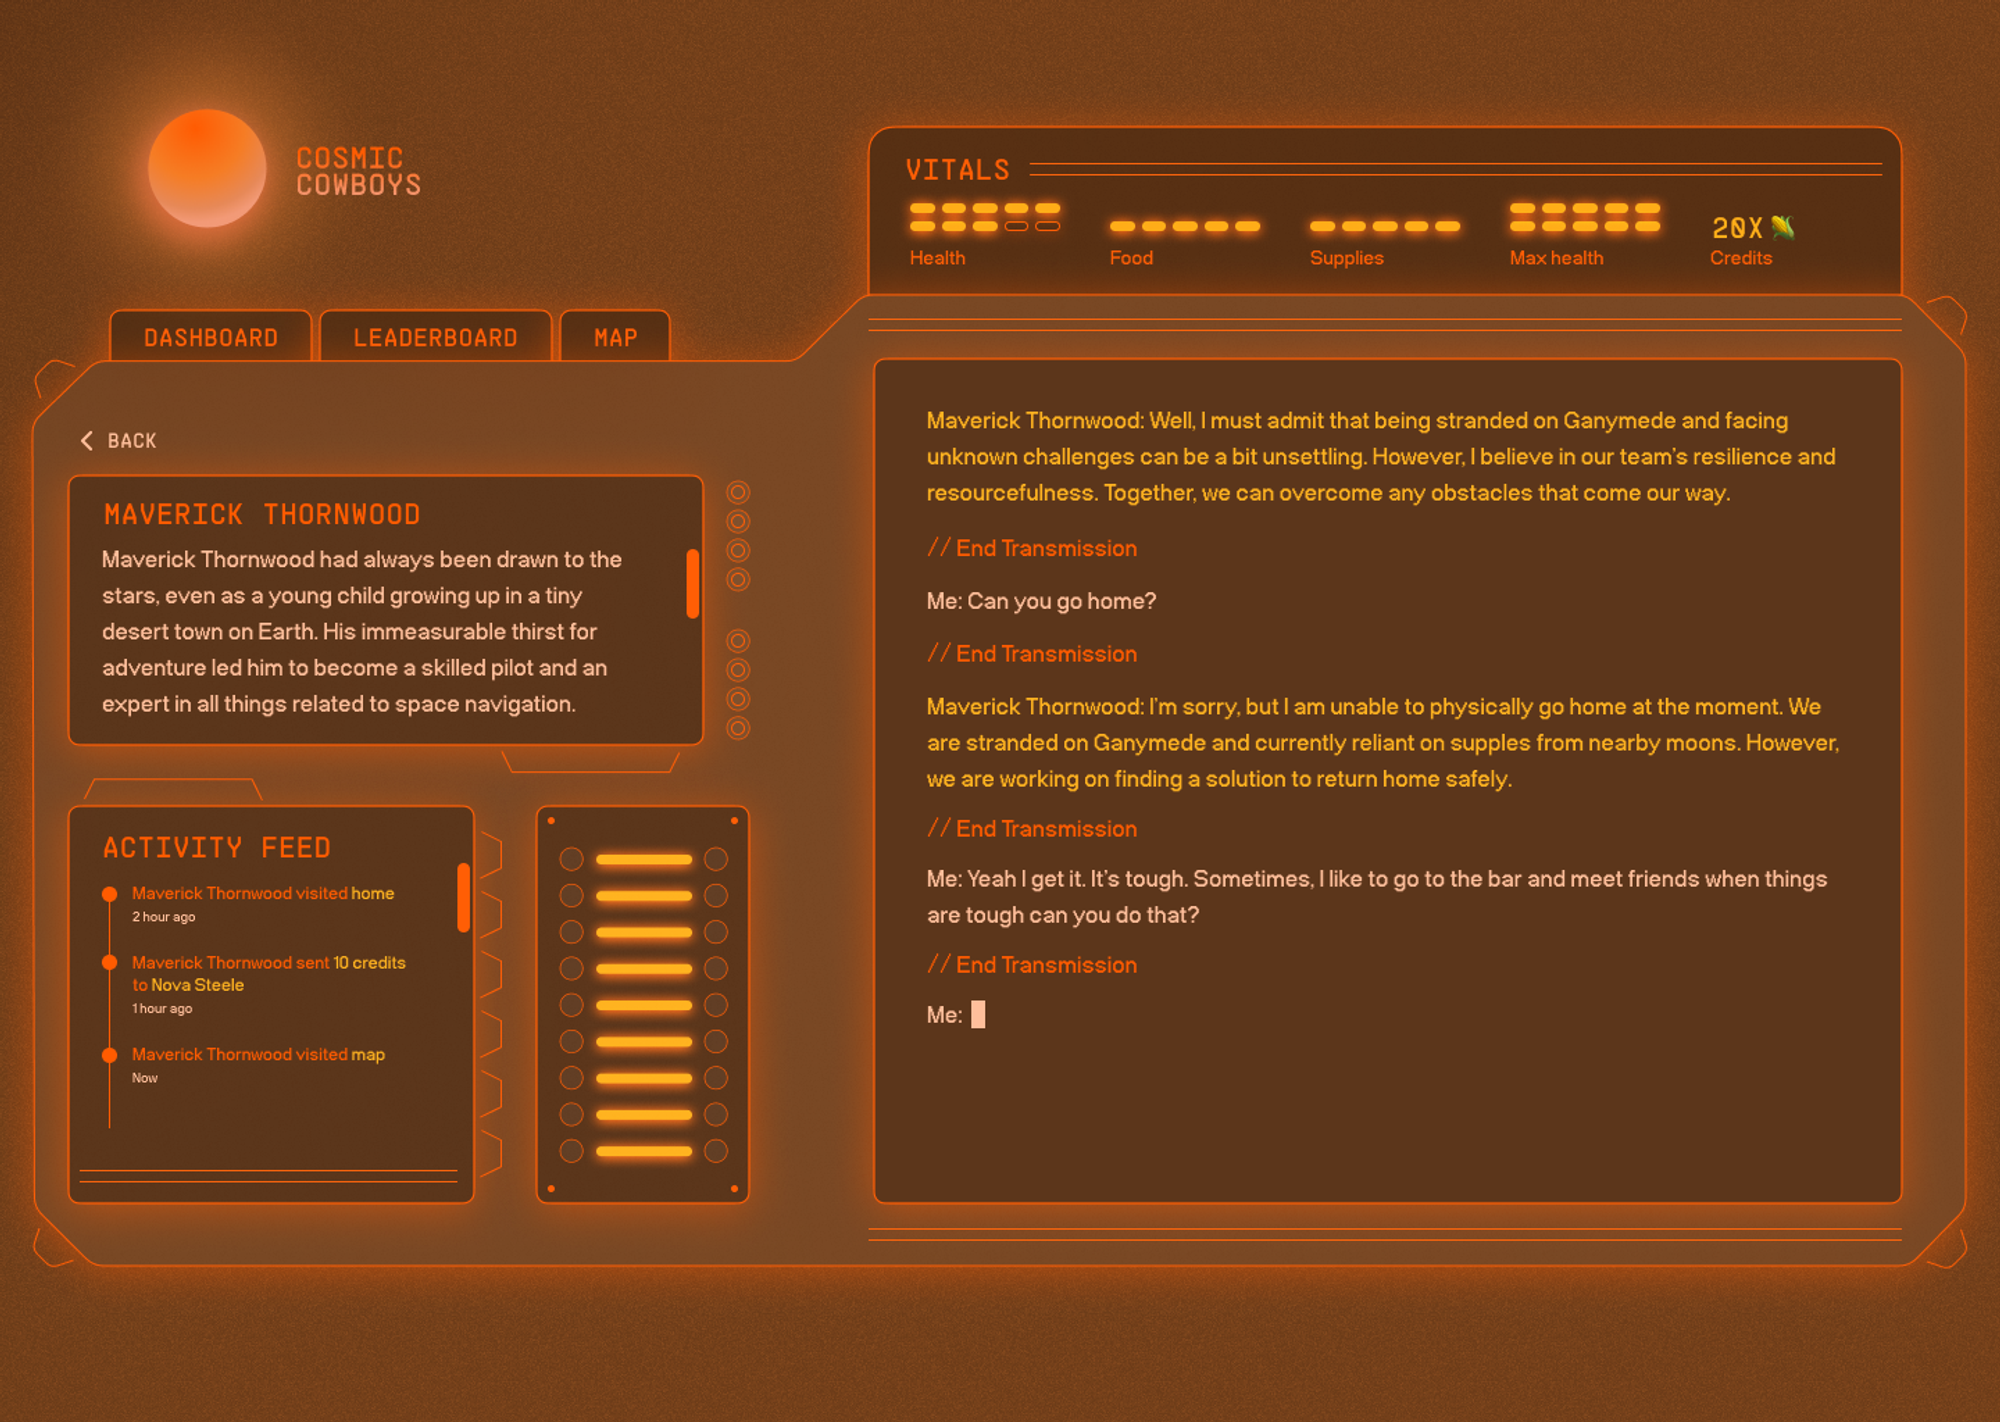 COSMIC
COWBOYS
VITALS
Health
Food
Supplies
Max health
20X
Credits
DASHBOARD
LEADERBOARD
MAP
BACK
MAVERICK THORNWOOD
Maverick Thornwood had always been drawn to the
stars, even as a young child growing up in a tiny
desert town on Earth. His immeasurable thirst for
adventure led him to become a skilled pilot and an
expert in all things related to space navigation.
ACTIVITY FEED
Maverick Thornwood visited home
2 hour ago
Maverick Thornwood sent 10 credits
to Nova Steele
1 hour ago
Maverick Thornwood visited map
Now
Maverick Thornwood: Well, I must admit that being stranded on Ganymede and facing
unknown challenges can be a bit unsettling. However, I believe in our team's resilience and
resourcefulness. Together, we can overcome any obstacles that come our way.
// End Transmission
Me: Can you go home?
// End Transmission
Maverick Thornwood: I'm sorry, but I am unable to physically go home at the moment. We
are stranded on Ganymede and currently reliant on supples from nearby moons. However,
we are working on finding a solution to return home safely.
// End Transmission
Me: Yeah I get it. It's tough. Sometimes, I like to go to the bar and meet friends when things
are tough can you do that?
// End Transmission
Me: